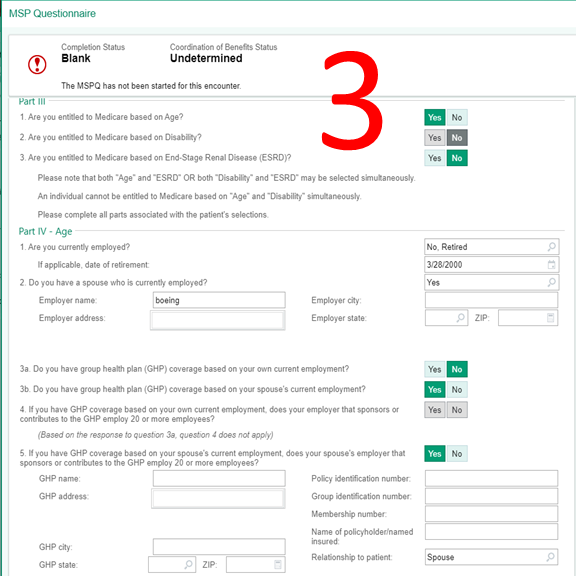 MSP Questionnaire
Completion Status
Coordination of Benefits Status
Blank
Undetermined
The MSPQ has not been started for this encounter.
3
Part III
1. Are you entitled to Medicare based on Age? Yes No
2. Are you entitled to Medicare based on Disability? Yes No
3. Are you entitled to Medicare based on End-Stage Renal Disease (ESRD)? Yes No
Please note that both "Age" and "ESRD" OR both "Disability" and "ESRD" may be selected simultaneously.
An individual cannot be entitled to Medicare based on "Age" and "Disability" simultaneously.
Please complete all parts associated with the patient's selections.
Part IV - Age
1. Are you currently employed? No, Retired
If applicable, date of retirement: 3/28/2000
2. Do you have a spouse who is currently employed? Yes
Employer name: boeing Employer city:
Employer address: Employer state: ZIP:
3a. Do you have group health plan (GHP) coverage based on your own current employment? Yes No
3b. Do you have group health plan (GHP) coverage based on your spouse's current employment? Yes No
4. If you have GHP coverage based on your own current employment, does your employer that sponsors or Yes No
contributes to the GHP employ 20 or more employees?
(Based on the response to question 3a, question 4 does not apply)
5. If you have GHP coverage based on your spouse's current employment, does your spouse's employer that Yes No
sponsors or contributes to the GHP employ 20 or more employees?
GHP name: Policy identification number:
GHP address: Group identification number:
Membership number:
Name of policyholder/named
insured:
GHP city:
Relationship to patient: Spouse
GHP state: ZIP: